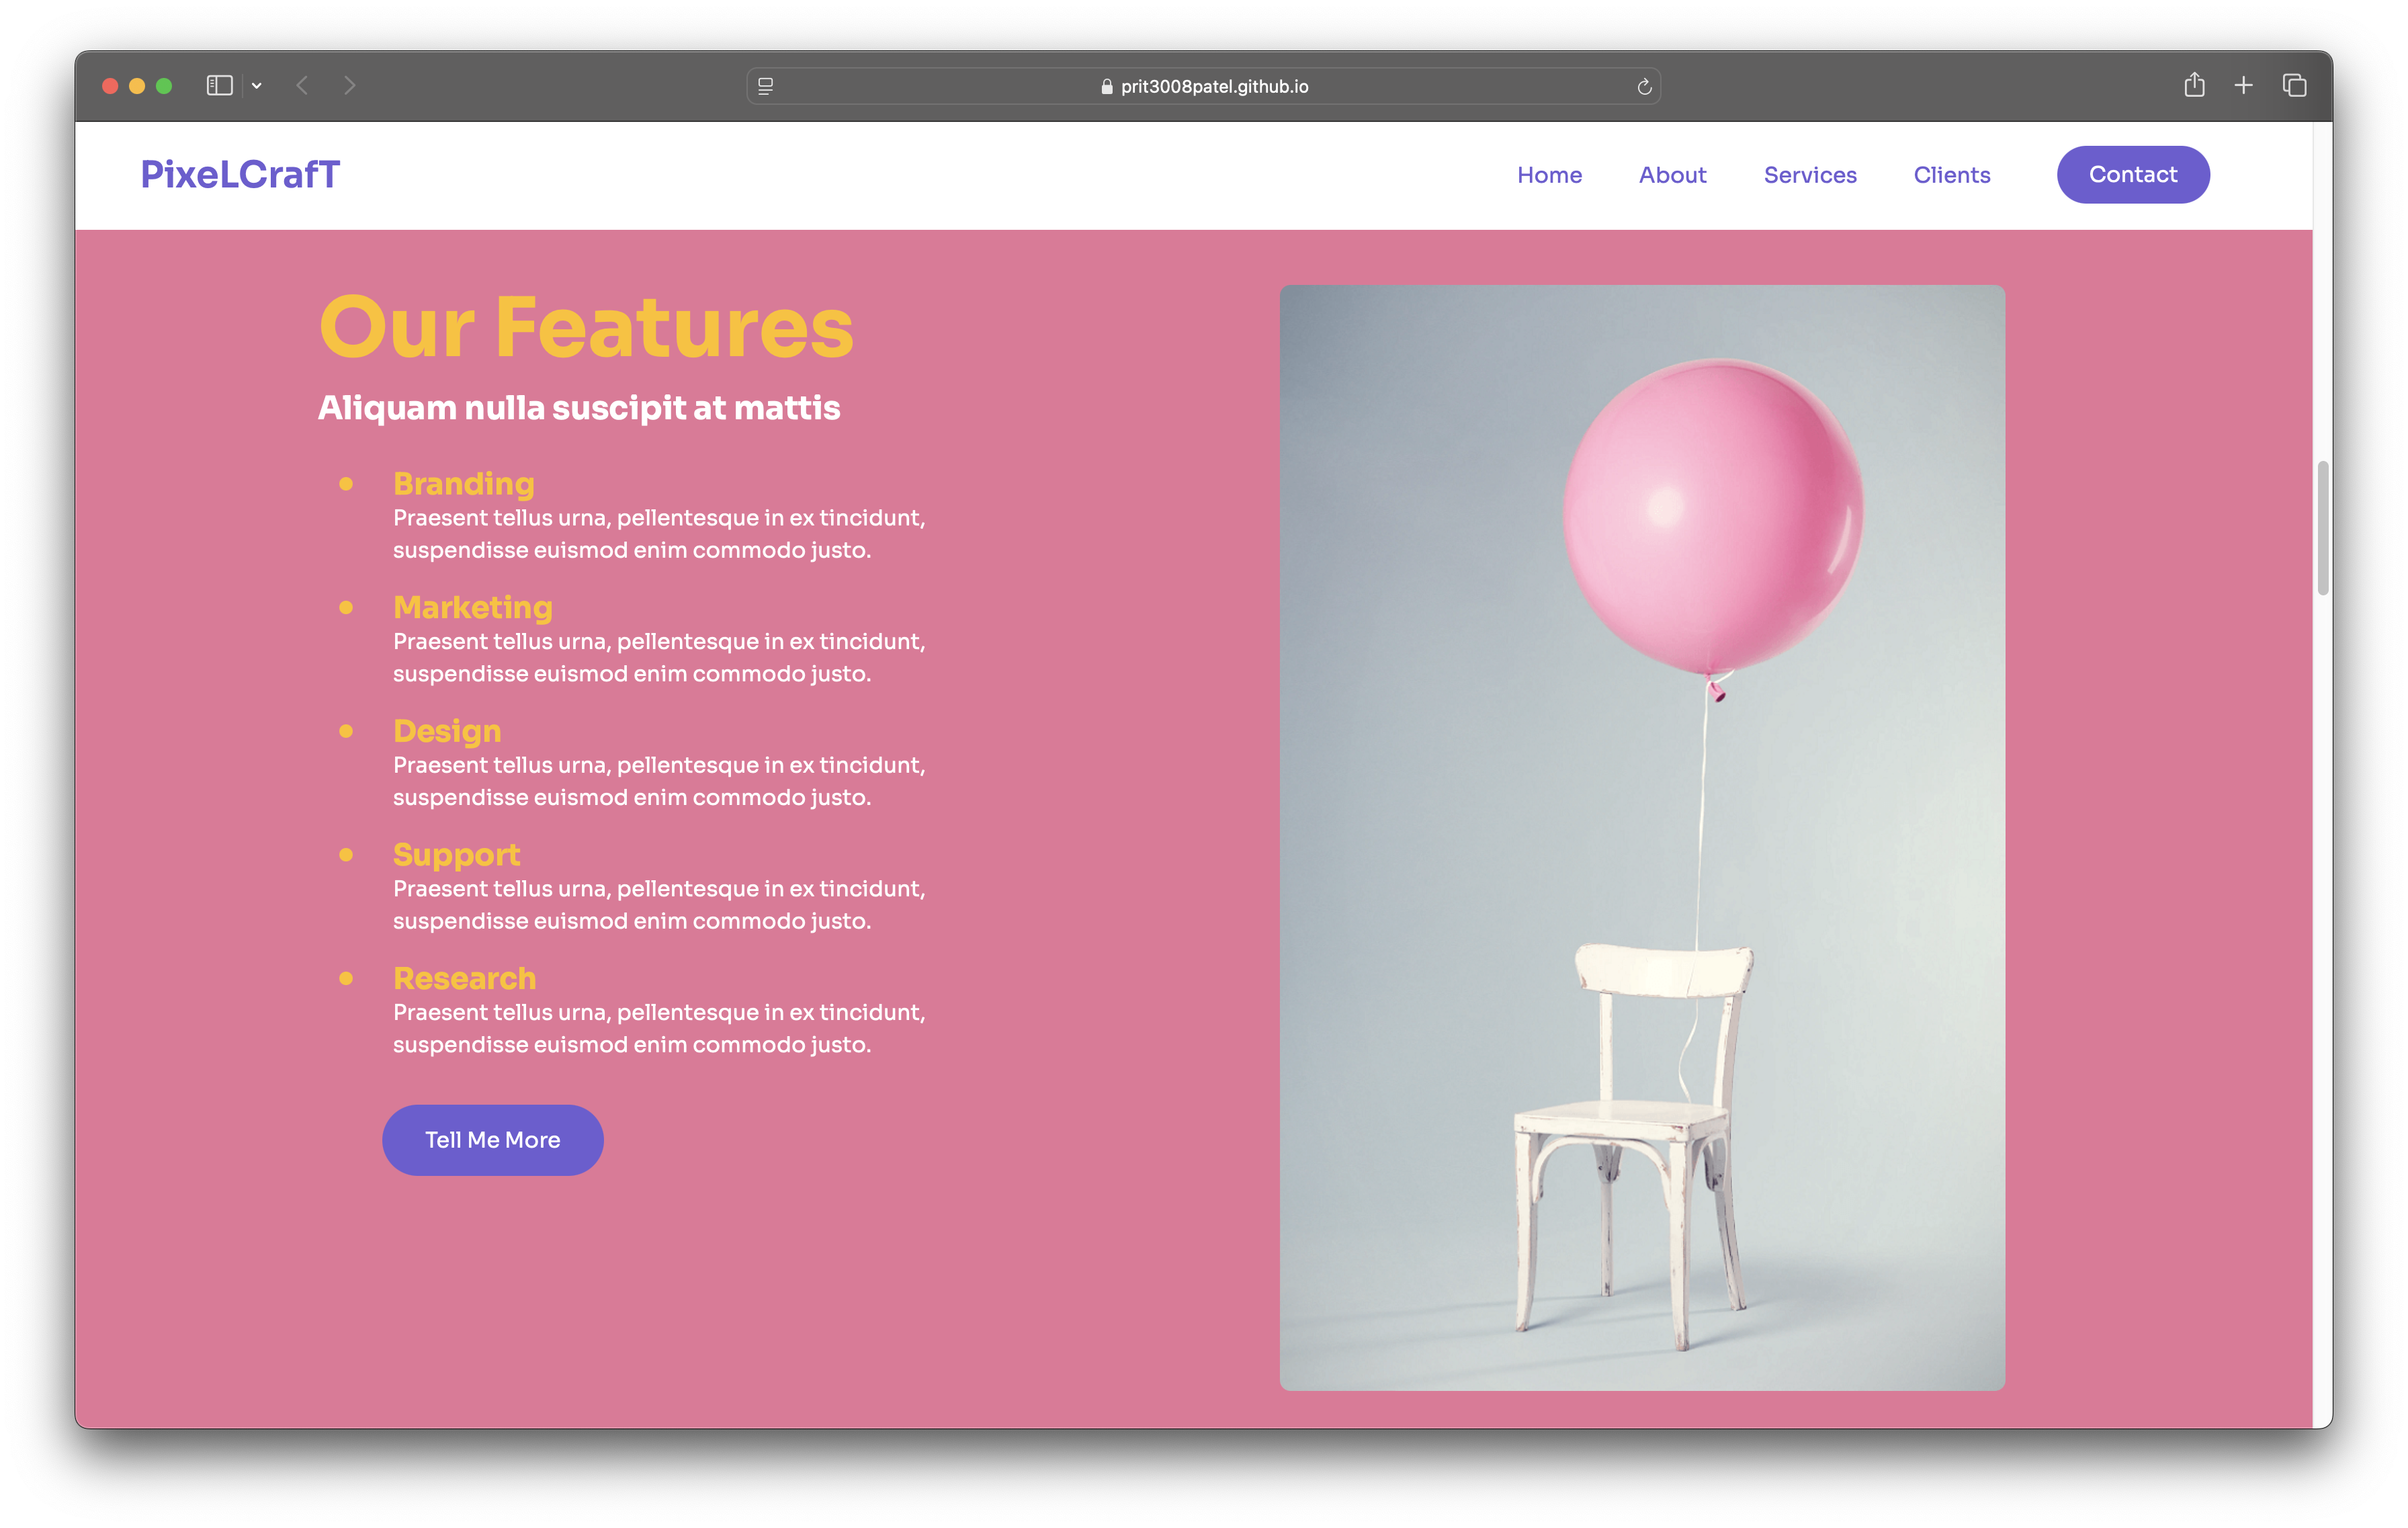 prit3008patel.github.io
PixeLCrafT
Home About Services Clients Contact
Our Features
Aliquam nulla suscipit at mattis
Branding
Praesent tellus urna, pellentesque in ex tincidunt,
suspendisse euismod enim commodo justo.
Marketing
Praesent tellus urna, pellentesque in ex tincidunt,
suspendisse euismod enim commodo justo.
Design
Praesent tellus urna, pellentesque in ex tincidunt,
suspendisse euismod enim commodo justo.
Support
Praesent tellus urna, pellentesque in ex tincidunt,
suspendisse euismod enim commodo justo.
Research
Praesent tellus urna, pellentesque in ex tincidunt,
suspendisse euismod enim commodo justo.
Tell Me More